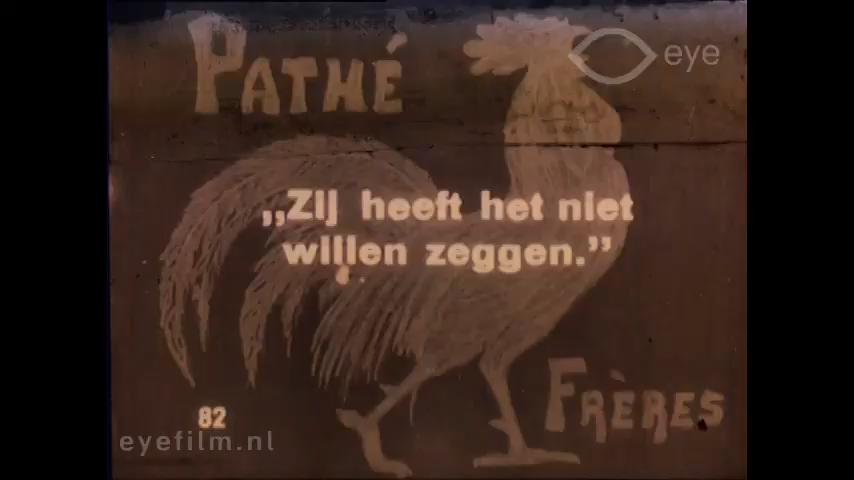 PATHÉ
eye
„Zij heeft het niet
willen zeggen.”
FRÈRES
82
eyefilm.nl